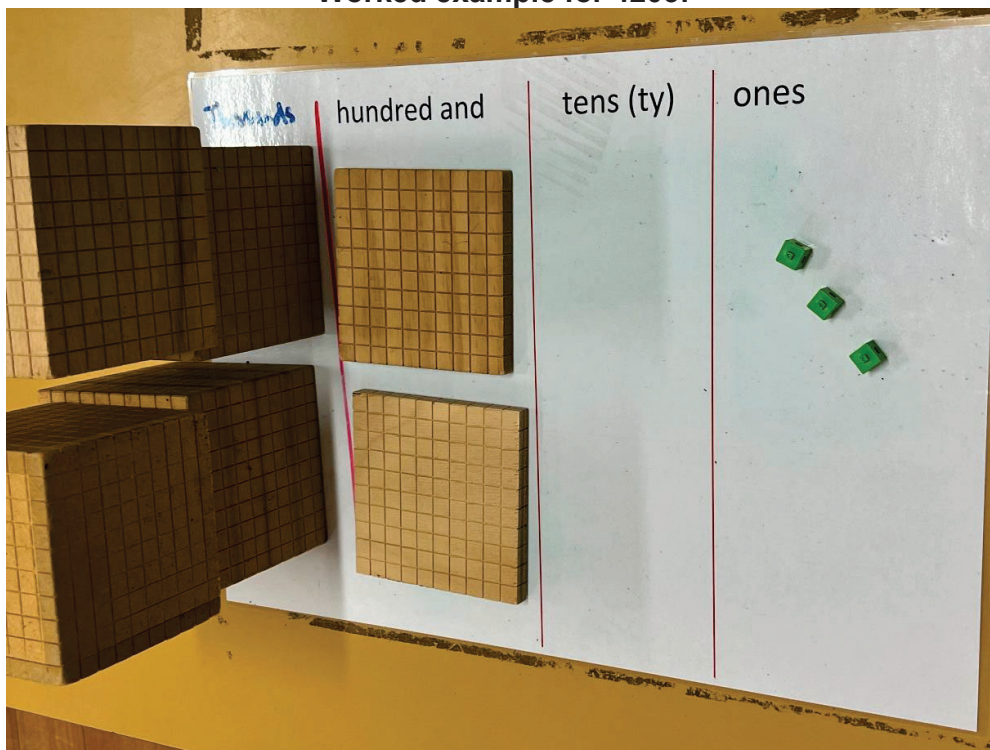 Worked example for 4203.
Thousands
hundred and
tens (ty)
ones